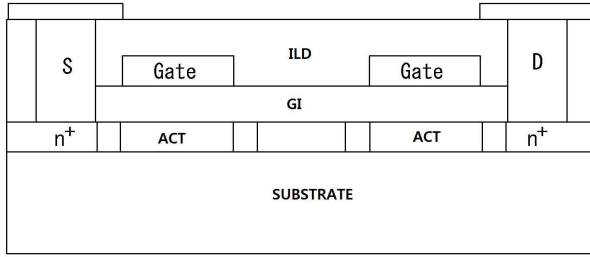 S ILD D
Gate Gate
GI
n+ ACT ACT n+
SUBSTRATE